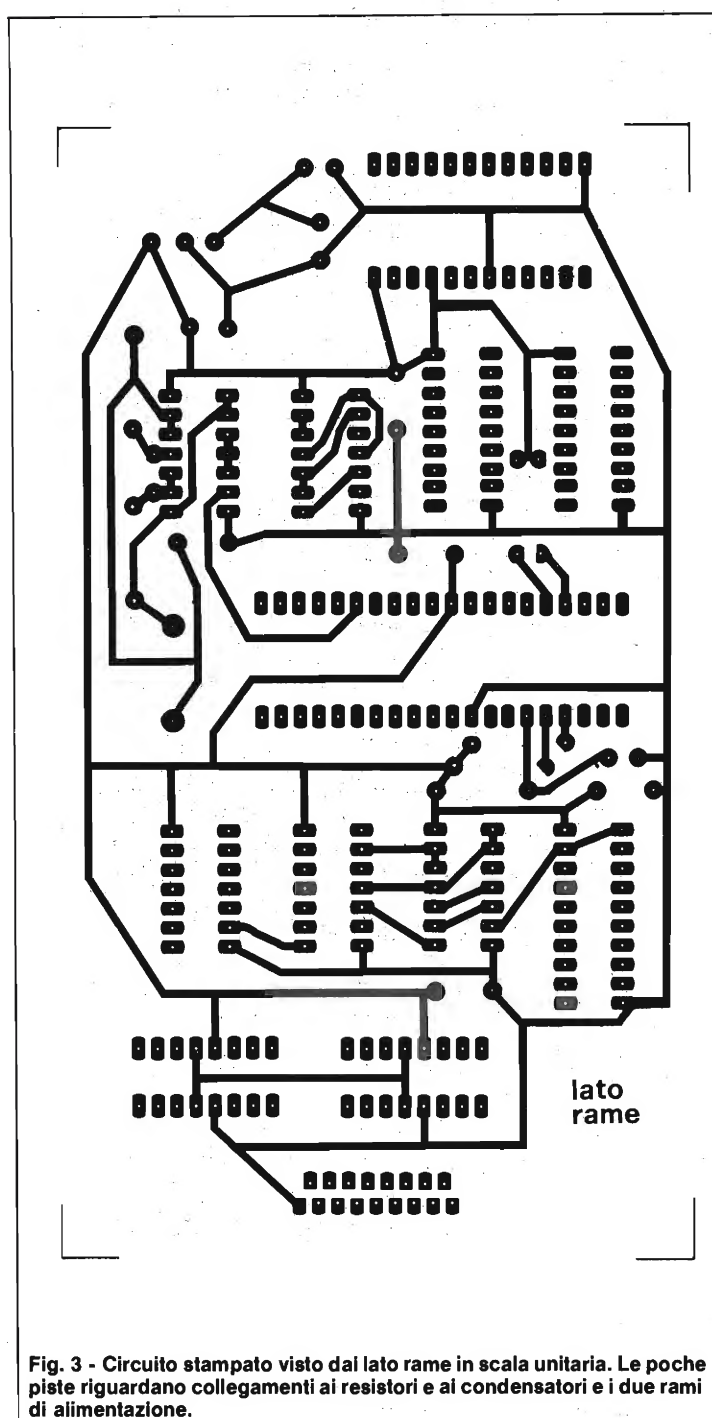 lato
rame
Fig. 3 - Circuito stampato visto dal lato rame in scala unitaria. Le poche
piste riguardano collegamenti ai resistori e ai condensatori e i due rami
di alimentazione.